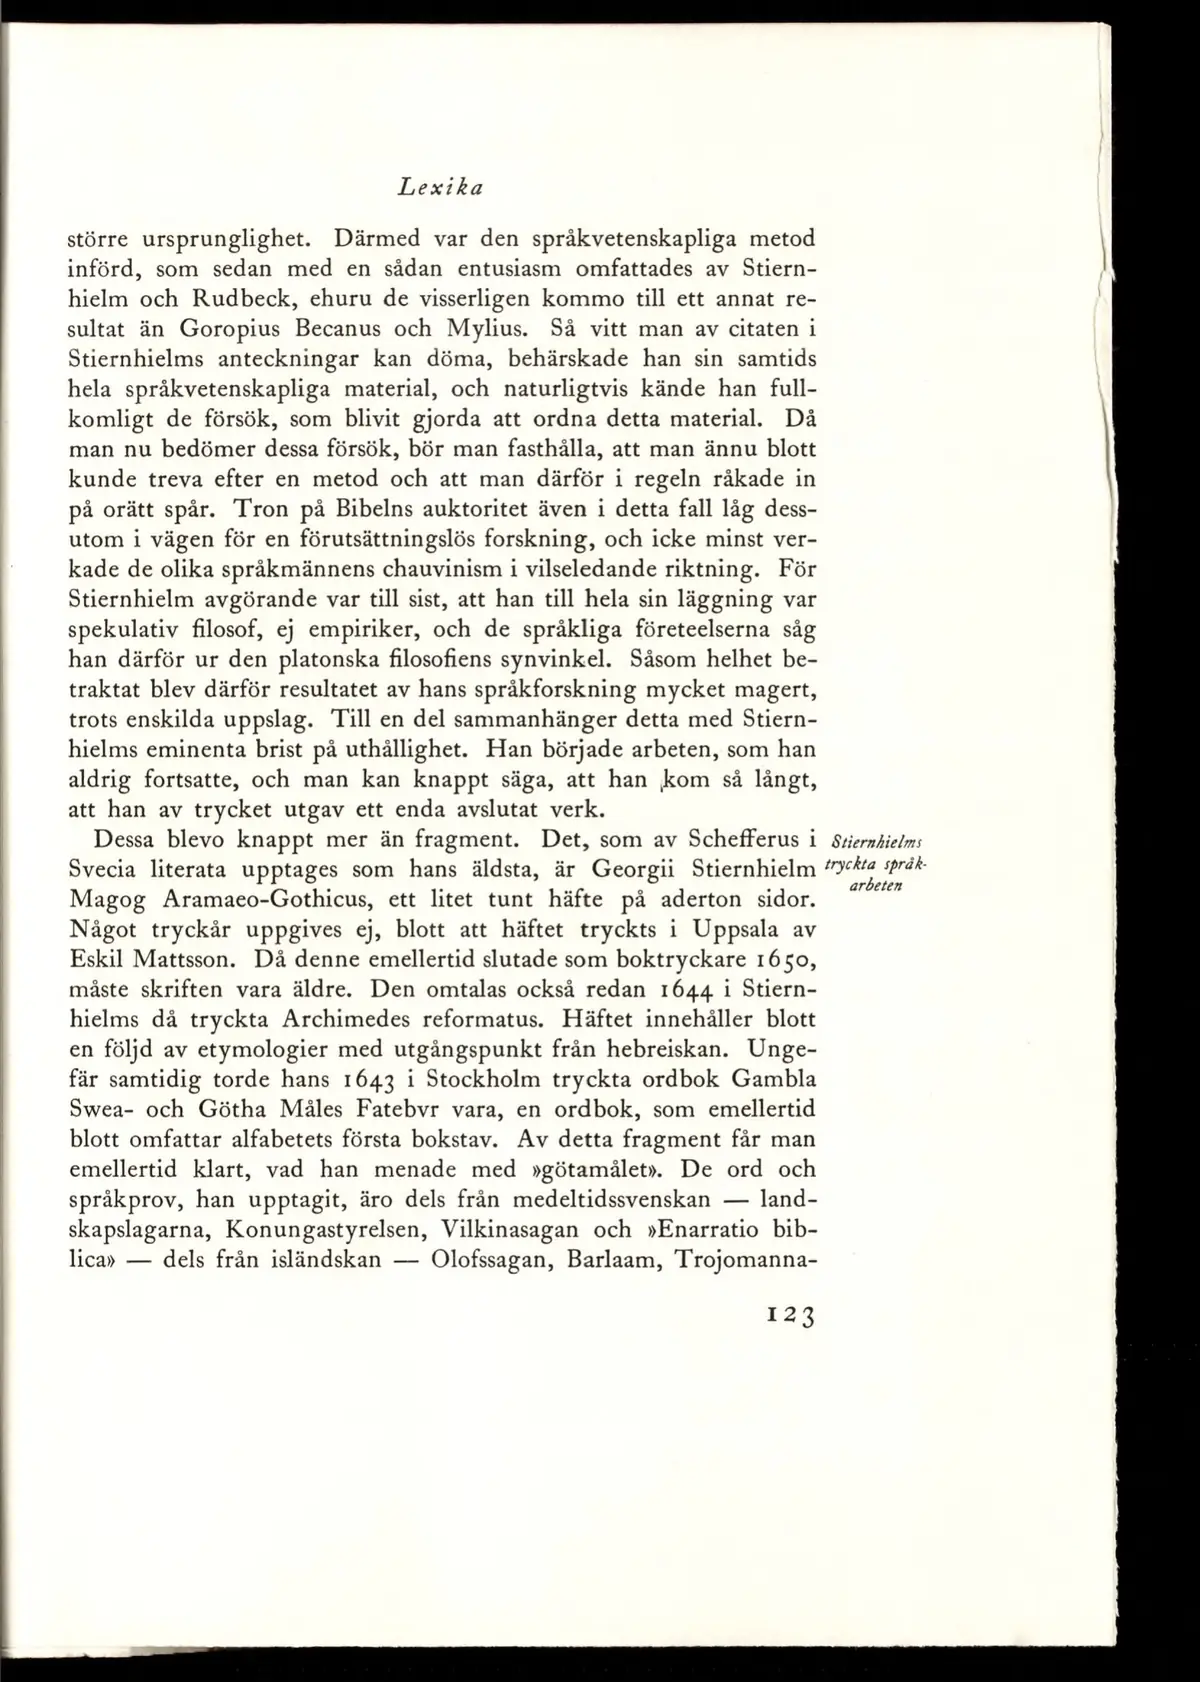 Lexika
större ursprunglighet. Därmed var den språkvetenskapliga metod
införd, som sedan med en sådan entusiasm omfattades av Stiern-
hielm och Rudbeck, ehuru de visserligen kommo till ett annat re-
sultat än Goropius Becanus och Mylius. Så vitt man av citaten i
Stiernhielms anteckningar kan döma, behärskade han sin samtids
hela språkvetenskapliga material, och naturligtvis kände han full-
komligt de försök, som blivit gjorda att ordna detta material. Då
man nu bedömer dessa försök, bör man fasthålla, att man ännu blott
kunde treva efter en metod och att man därför i regeln råkade in
på orätt spår. Tron på Bibelns auktoritet även i detta fall låg dess-
utom i vägen för en förutsättningslös forskning, och icke minst ver-
kade de olika språkmännens chauvinism i vilseledande riktning. För
Stiernhielm avgörande var till sist, att han till hela sin läggning var
spekulativ filosof, ej empiriker, och de språkliga företeelserna såg
han därför ur den platonska filosofiens synvinkel. Såsom helhet be-
traktat blev därför resultatet av hans språkforskning mycket magert,
trots enskilda uppslag. Till en del sammanhänger detta med Stiern-
hielms eminenta brist på uthållighet. Han började arbeten, som han
aldrig fortsatte, och man kan knappt säga, att han kom så långt,
att han av trycket utgav ett enda avslutat verk.
Dessa blevo knappt mer än fragment. Det, som av Schefferus i
Svecia literata upptages som hans äldsta, är Georgii Stiernhielm
Magog Aramaeo-Gothicus, ett litet tunt häfte på aderton sidor.
Något tryckår uppgives ej, blott att häftet tryckts i Uppsala av
Eskil Mattsson. Då denne emellertid slutade som boktryckare 1650,
måste skriften vara äldre. Den omtalas också redan 1644 i Stiern-
hielms då tryckta Archimedes reformatus. Häftet innehåller blott
en följd av etymologier med utgångspunkt från hebreiskan. Unge-
fär samtidig torde hans 1643 i Stockholm tryckta ordbok Gambla
Swea- och Götha Måles Fatebvr vara, en ordbok, som emellertid
blott omfattar alfabetets första bokstav. Av detta fragment får man
emellertid klart, vad han menade med »götamålet». De ord och
språkprov, han upptagit, äro dels från medeltidssvenskan — land-
skapslagarna, Konungastyrelsen, Vilkinasagan och »Enarratio bib-
lica» — dels från isländskan — Olofssagan, Barlaam, Trojomanna-
Stiernhielms
tryckta språk-
arbeten
123